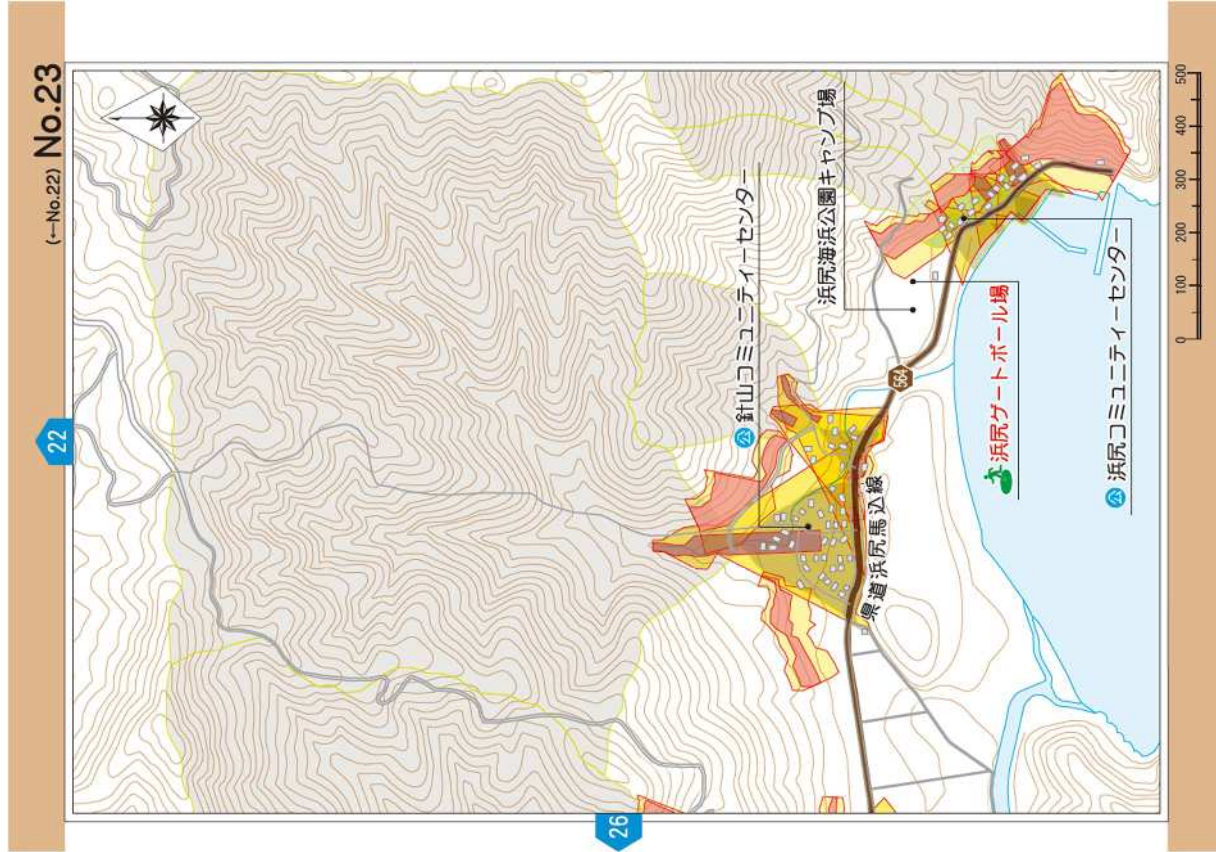 (←No.22) No.23
22
26
針山コミュニティーセンター
浜尻海浜公園キャンプ場
564
県道浜尻馬込線
浜尻ゲートボール場
公 浜尻コミュニティーセンター
0 100 200 300 400 500